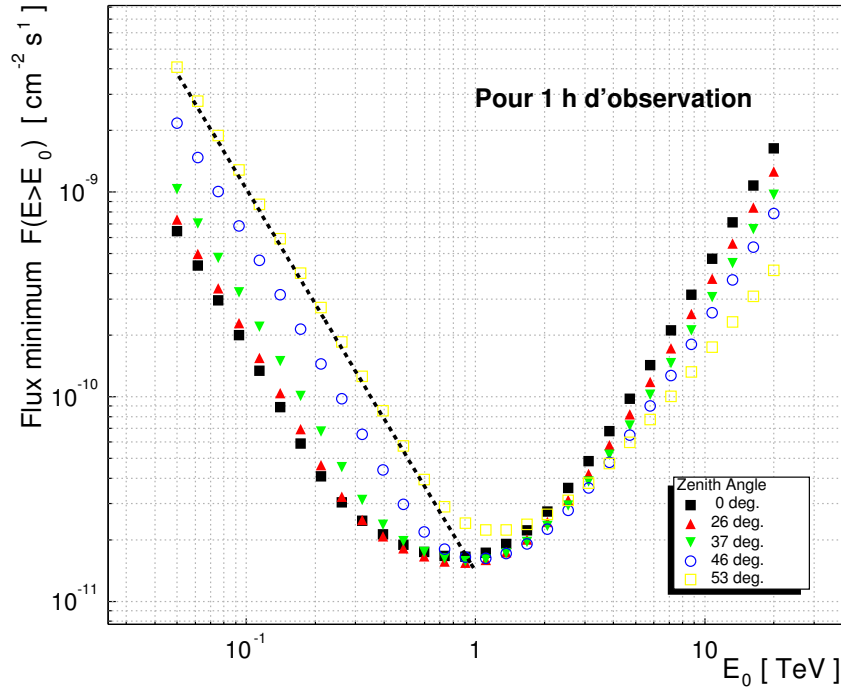 Flux minimum F(E>E₀) [ cm⁻² s¹ ]
Pour 1 h d'observation
10⁻⁹
10⁻¹⁰
10⁻¹¹
Zenith Angle
0 deg.
26 deg.
37 deg.
46 deg.
53 deg.
10⁻¹ 1 10
E₀ [ TeV ]